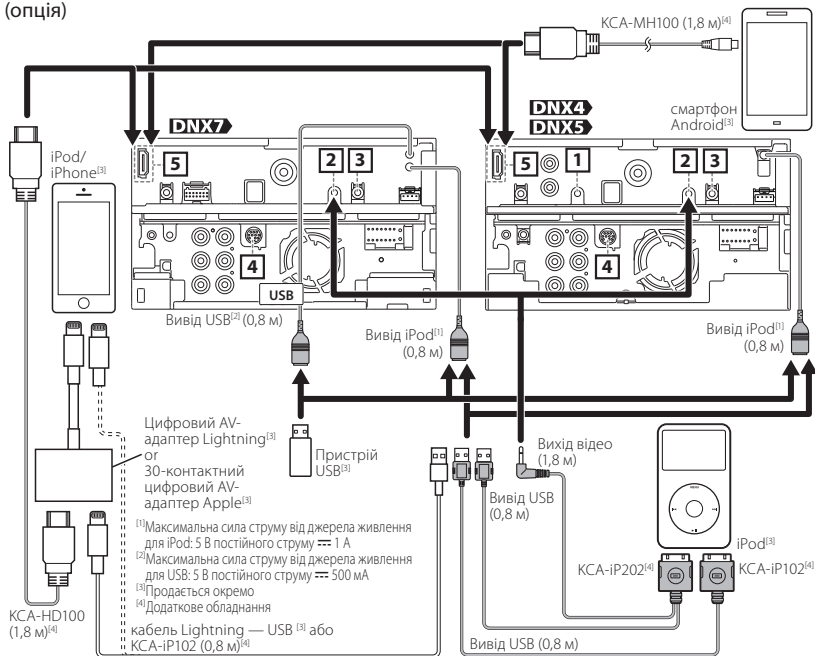 (опція)
KCA-MH100 (1,8 м)[4]
DNX7
DNX4
DNX5
смартфон
Android[3]
iPod/
iPhone[3]
5
2
3
5
1
2
3
4
4
USB
Вивід USB[2] (0,8 м)
Вивід iPod[1]
(0,8 м)
Вивід iPod[1]
(0,8 м)
Цифровий AV-
адаптер Lightning[3]
or
30-контактний
цифровий AV-
адаптер Apple[3]
Пристрій
USB[3]
Вихід відео
(1,8 м)
Вивід USB
(0,8 м)
MENU
iPod[3]
[1]Максимальна сила струму від джерела живлення
для iPod: 5 В постійного струму ⎓ 1 А
[2]Максимальна сила струму від джерела живлення
для USB: 5 В постійного струму ⎓ 500 мА
[3]Продається окремо
[4]Додаткове обладнання
KCA-iP202[4]
KCA-iP102[4]
KCA-HD100
(1,8 м)[4]
кабель Lightning — USB [3] або
KCA-iP102 (0,8 м)[4]
Вивід USB (0,8 м)